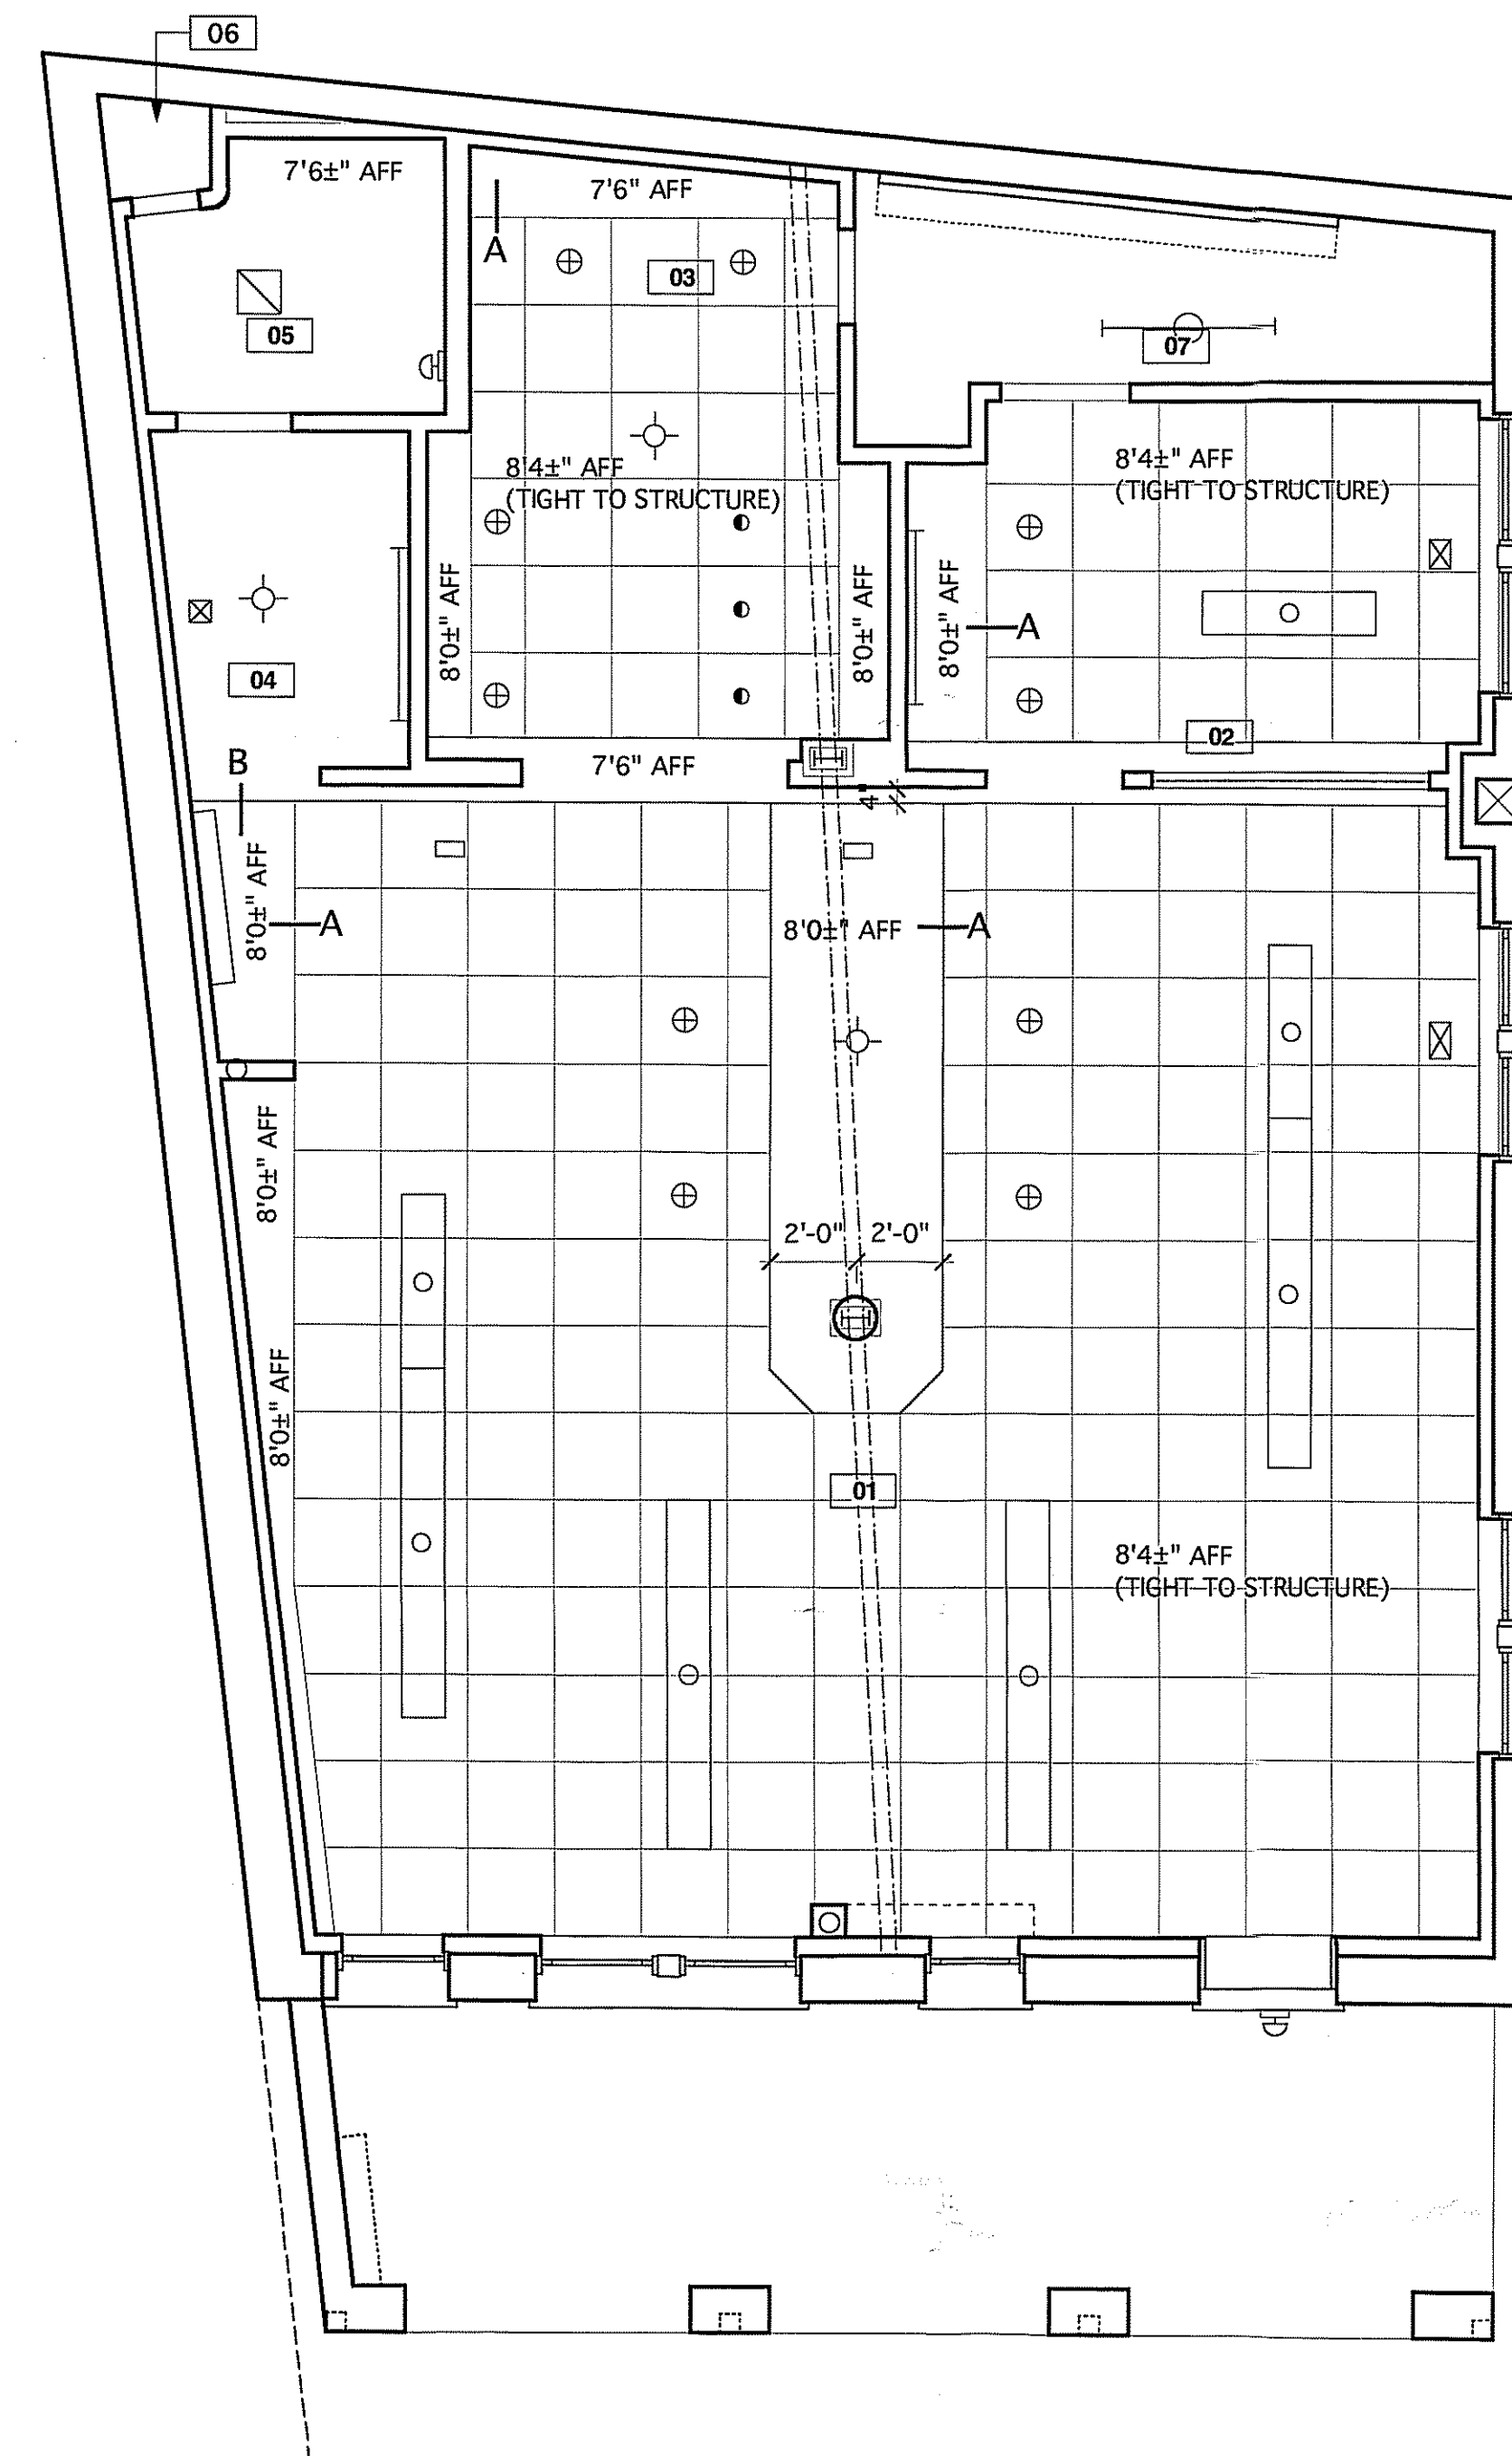 06
7'6±" AFF
7'6" AFF
A
03
05
07
8'4±" AFF
(TIGHT TO STRUCTURE)
8'4±" AFF
(TIGHT TO STRUCTURE)
8'0±" AFF
8'0±" AFF
8'0±" AFF
A
04
02
B
7'6" AFF
4"
8'0±" AFF
A
8'0±" AFF
A
8'0±" AFF
2'-0"
2'-0"
8'0±" AFF
01
8'4±" AFF
(TIGHT TO STRUCTURE)